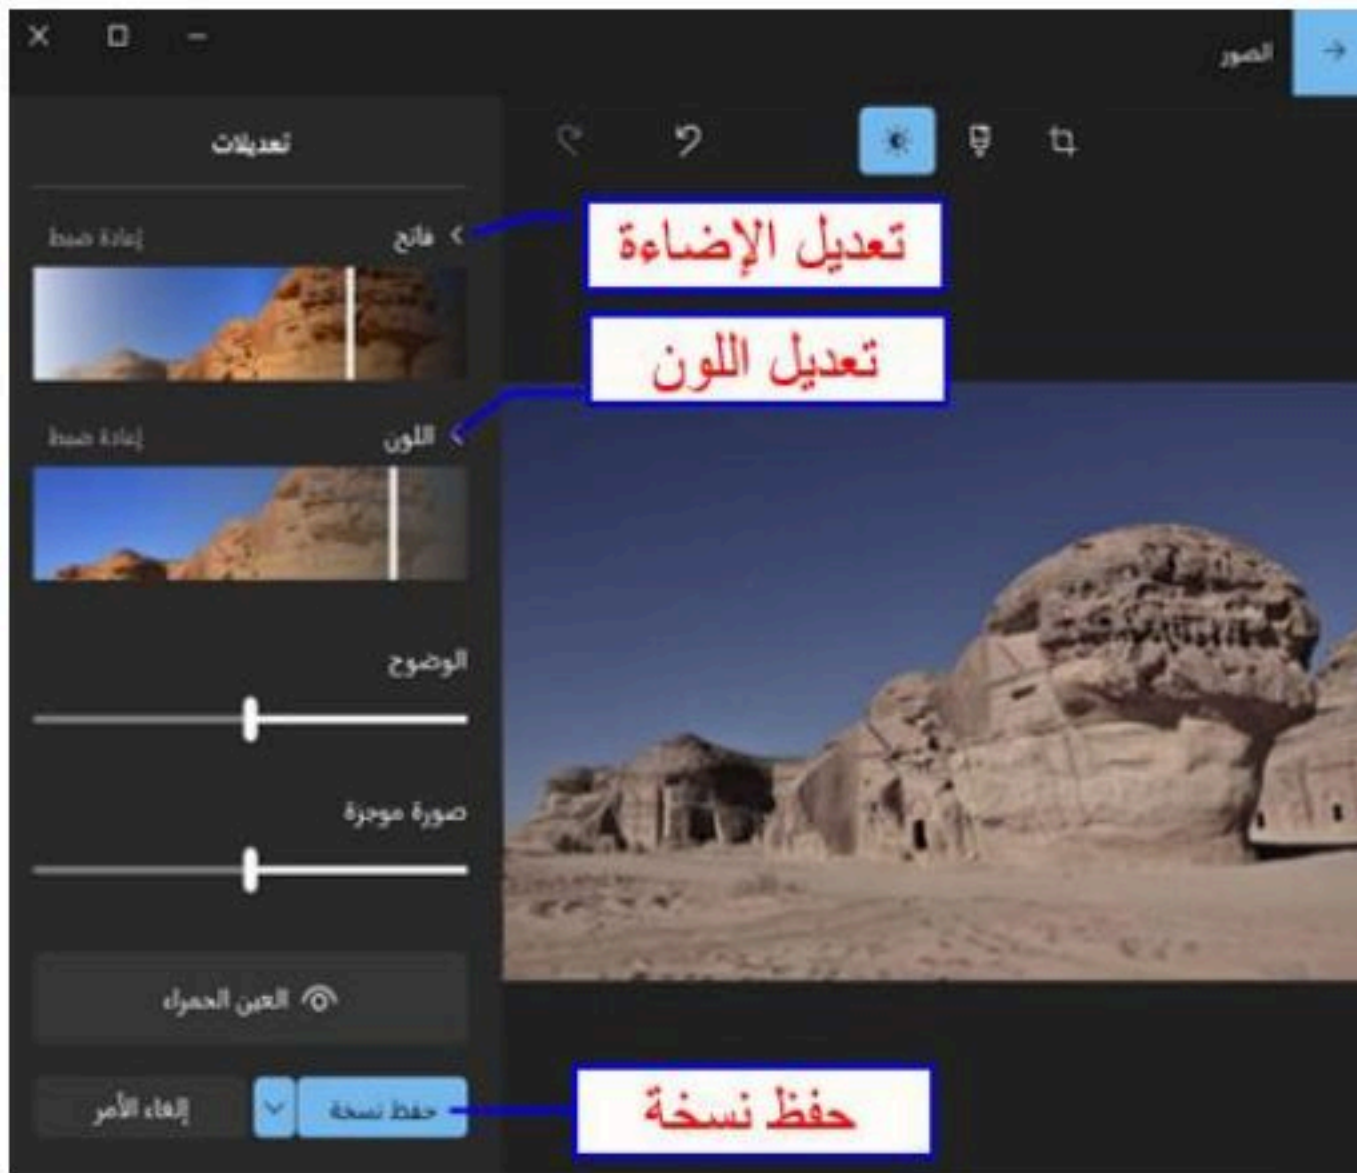 الصور
تعديلات
فاتح
إعادة ضبط
تعديل الإضاءة
تعديل اللون
اللون
إعادة ضبط
الوضوح
صورة موجزة
العين الحمراء
حفظ نسخة
إلغاء الأمر
حفظ نسخة